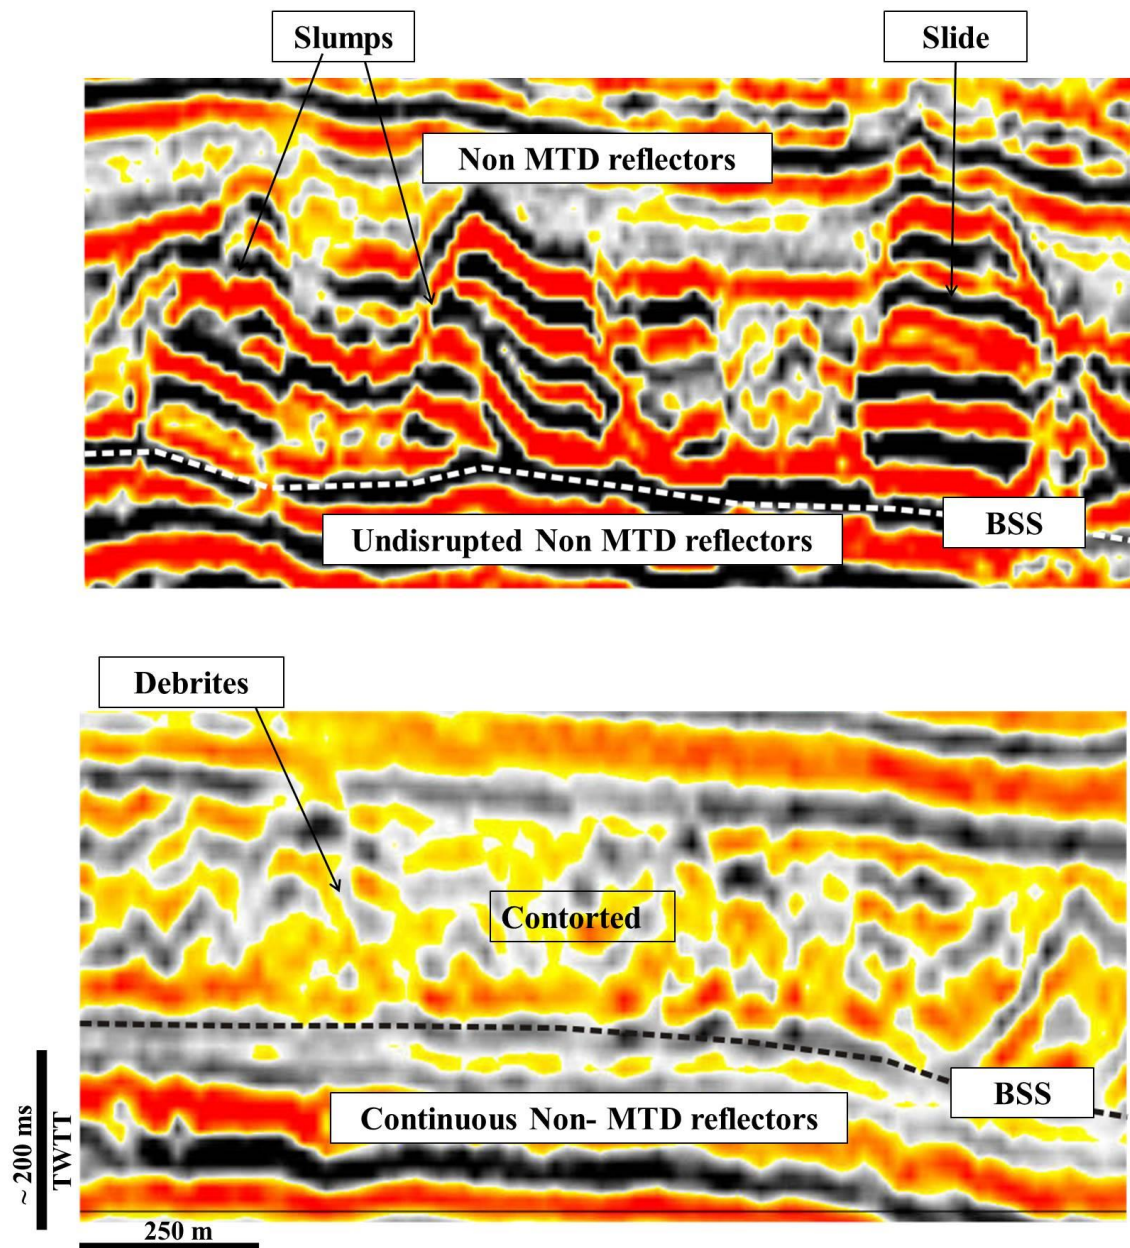 Slumps
Slide
Non MTD reflectors
BSS
Undisrupted Non MTD reflectors
Debrites
Contorted
BSS
Continuous Non- MTD reflectors
~ 200 ms
TWTT
250 m